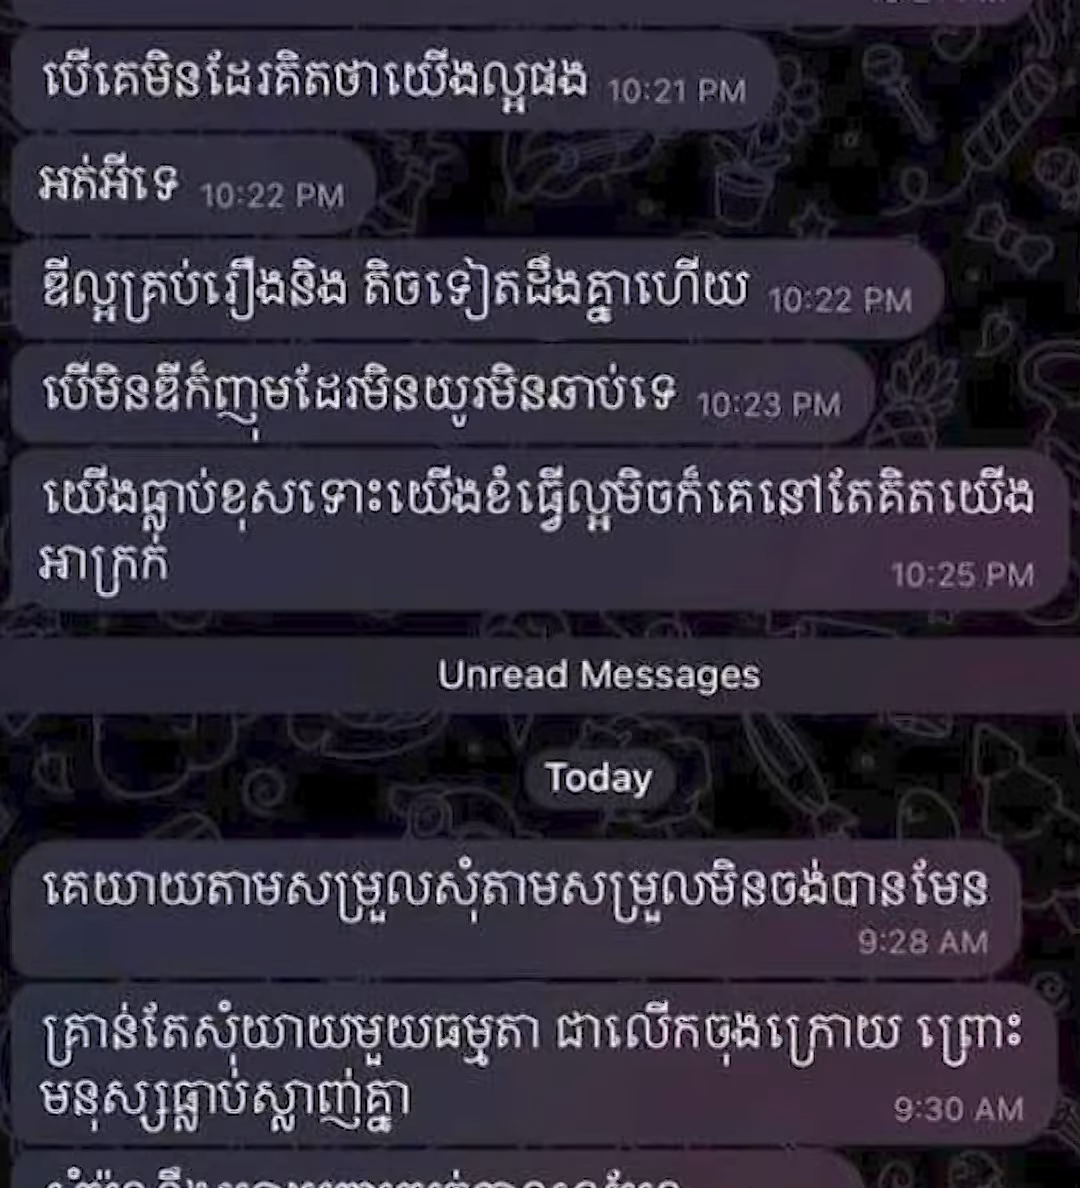 បើគេមិនដែរគិតថាយើងល្អផង 10:21 PM
អត់អីទេ 10:22 PM
ឌីល្អគ្រប់រឿងនិង តិចទៀតដឹងគ្នាហើយ 10:22 PM
បើមិនឌីក៏ញុមដែរមិនយូរមិនឆាប់ទេ 10:23 PM
យើងធ្លាប់ខុសទោះយើងខំធ្វើល្អមិចក៏គេនៅតែគិតយើង
អាក្រក់ 10:25 PM
Unread Messages
Today
គេយាយតាមសម្រួលសុំតាមសម្រួលមិនចង់បានមែន
9:28 AM
គ្រាន់តែសុំយាយមួយធម្មតា ជាលើកចុងក្រោយ ព្រោះ
មនុស្សធ្លាប់ស្លាញ់គ្នា 9:30 AM